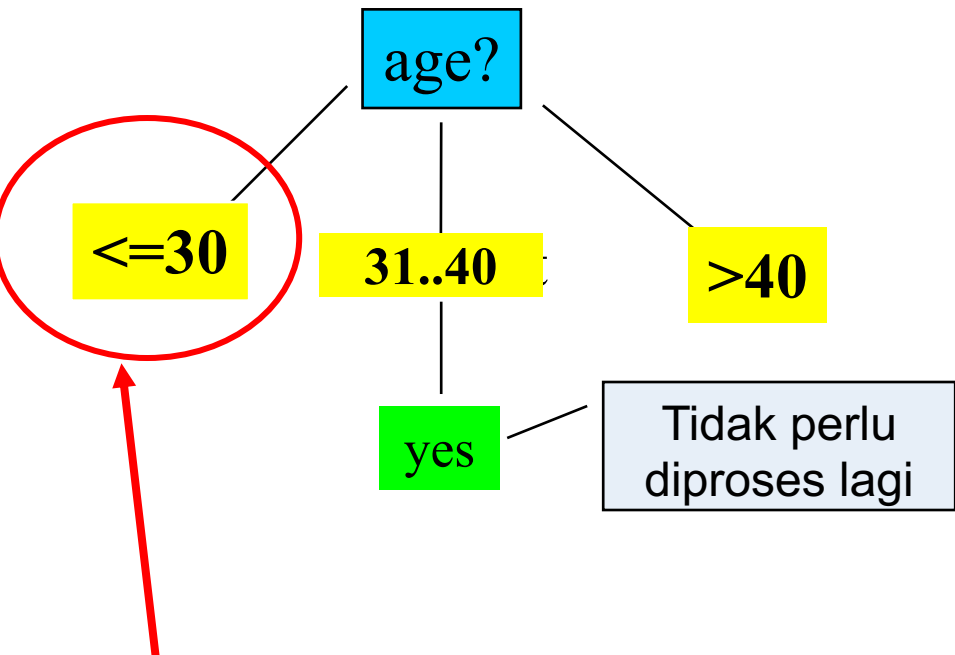 age?
<=30
31..40
>40
yes
Tidak perlu
diproses lagi